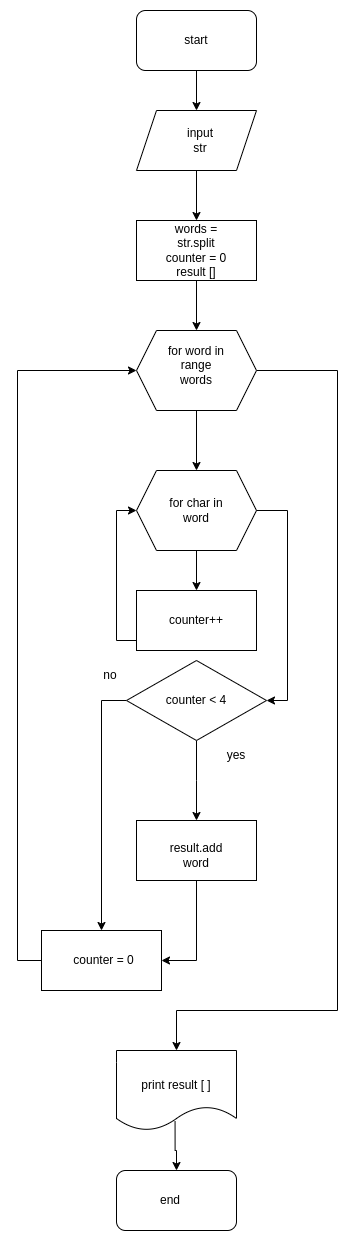 start
input
str
words =
str.split
counter = 0
result []
for word in
range
words
for char in
word
counter++
no
counter < 4
yes
result.add
word
counter = 0
print result [ ]
end